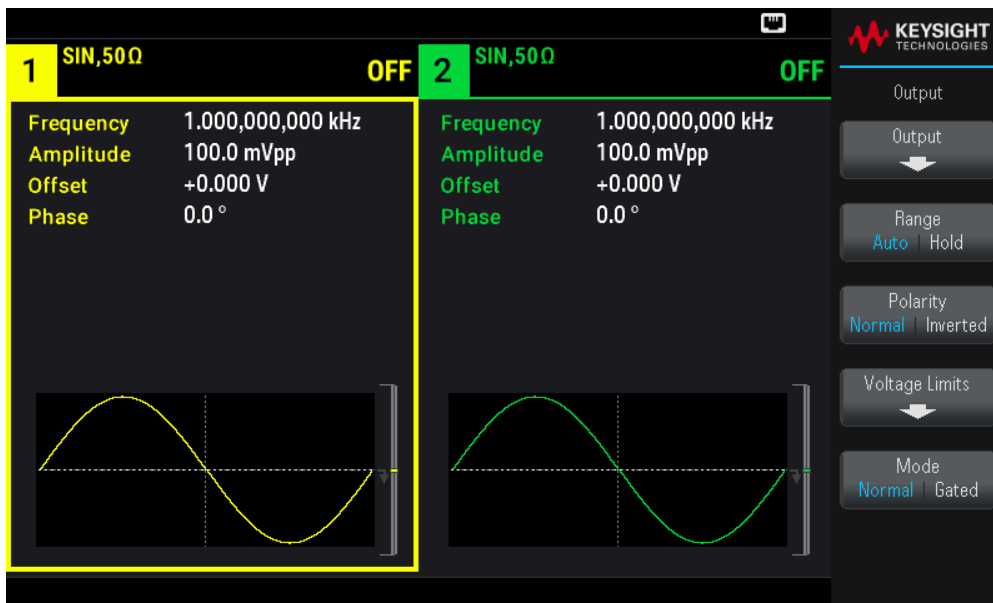 1 SIN,50Ω OFF
Frequency 1.000,000,000 kHz
Amplitude 100.0 mVpp
Offset +0.000 V
Phase 0.0 °
2 SIN,50Ω OFF
Frequency 1.000,000,000 kHz
Amplitude 100.0 mVpp
Offset +0.000 V
Phase 0.0 °
KEYSIGHT
TECHNOLOGIES
Output
Output
Range
Auto | Hold
Polarity
Normal | Inverted
Voltage Limits
Mode
Normal | Gated